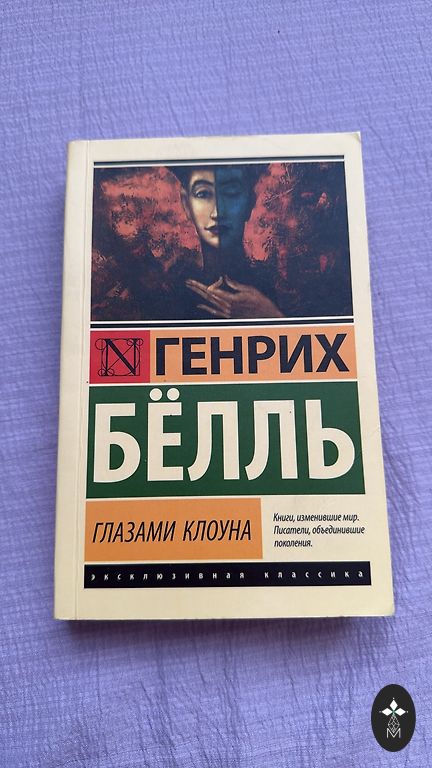 N
ГЕНРИХ
БЁЛЛЬ
ГЛАЗАМИ КЛОУНА
Книги, изменившие мир.
Писатели, объединившие
поколения.
эксклюзивная классика
M